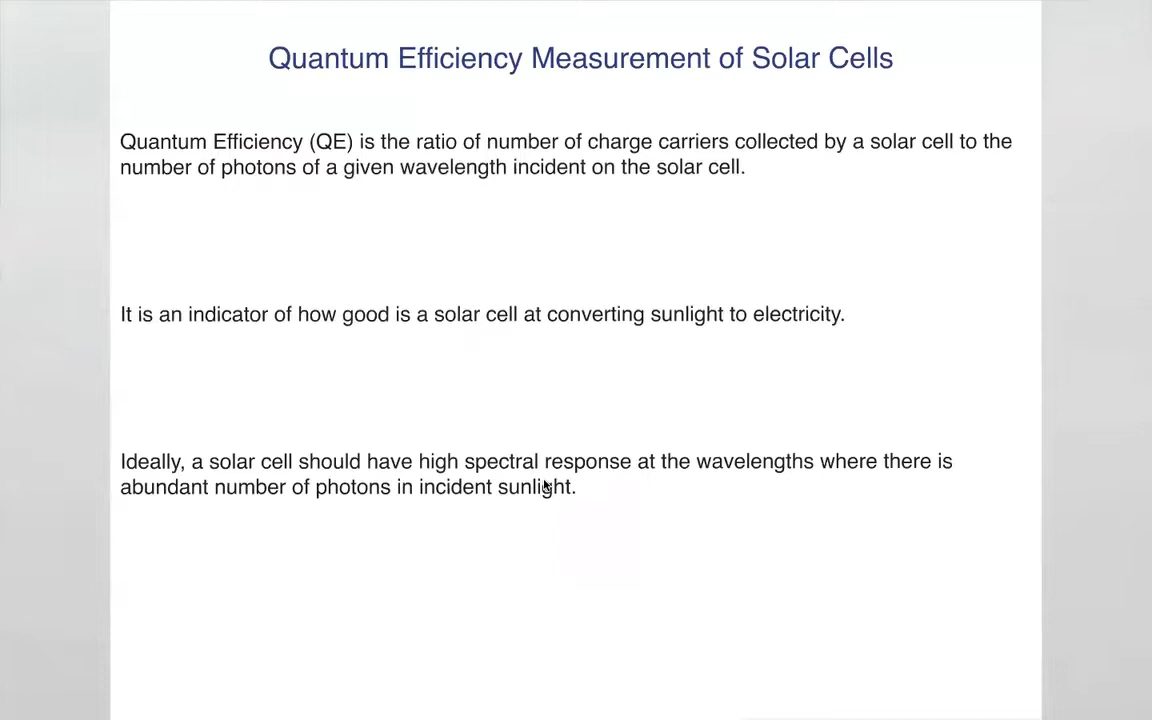 Quantum Efficiency Measurement of Solar Cells
Quantum Efficiency (QE) is the ratio of number of charge carriers collected by a solar cell to the
number of photons of a given wavelength incident on the solar cell.
It is an indicator of how good is a solar cell at converting sunlight to electricity.
Ideally, a solar cell should have high spectral response at the wavelengths where there is
abundant number of photons in incident sunlight.